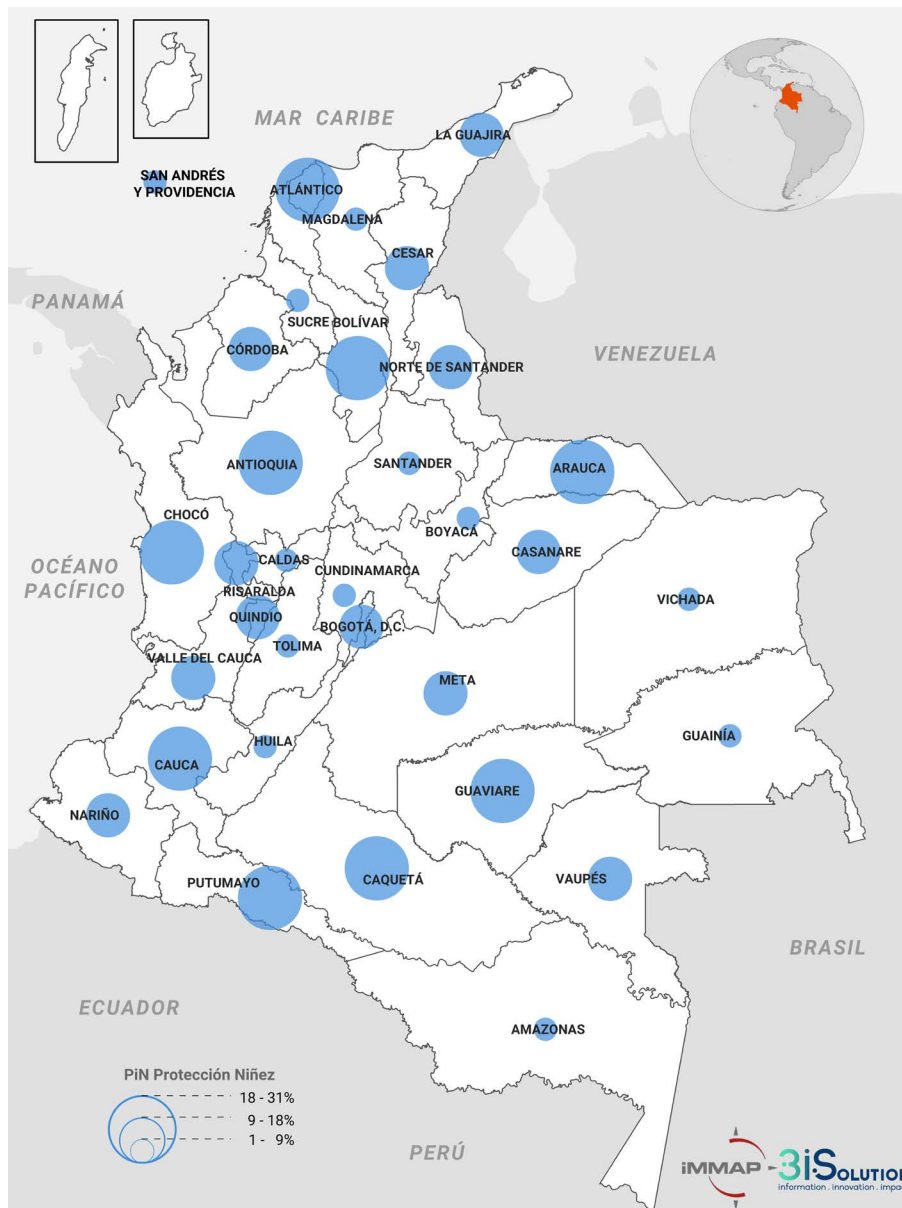 MAR CARIBE
LA GUAJIRA
SAN ANDRÉS
Y PROVIDENCIA
ATLÁNTICO
MAGDALENA
CESAR
PANAMÁ
SUCRE
BOLÍVAR
CÓRDOBA
NORTE DE SANTANDER
VENEZUELA
ANTIOQUIA
SANTANDER
ARAUCA
CHOCÓ
BOYACÁ
CASANARE
OCÉANO
PACÍFICO
CALDAS
CUNDINAMARCA
RISARALDA
VICHADA
QUINDIO
BOGOTÁ, D.C.
TOLIMA
VALLE DEL CAUCA
META
GUAINÍA
HUILA
CAUCA
GUAVIARE
NARIÑO
PUTUMAYO
CAQUETÁ
VAUPÉS
BRASIL
ECUADOR
AMAZONAS
PiN Protección Niñez
18 - 31%
9 - 18%
1 - 9%
PERÚ
iMMAP
3iSOLUTION
information . innovation . impa